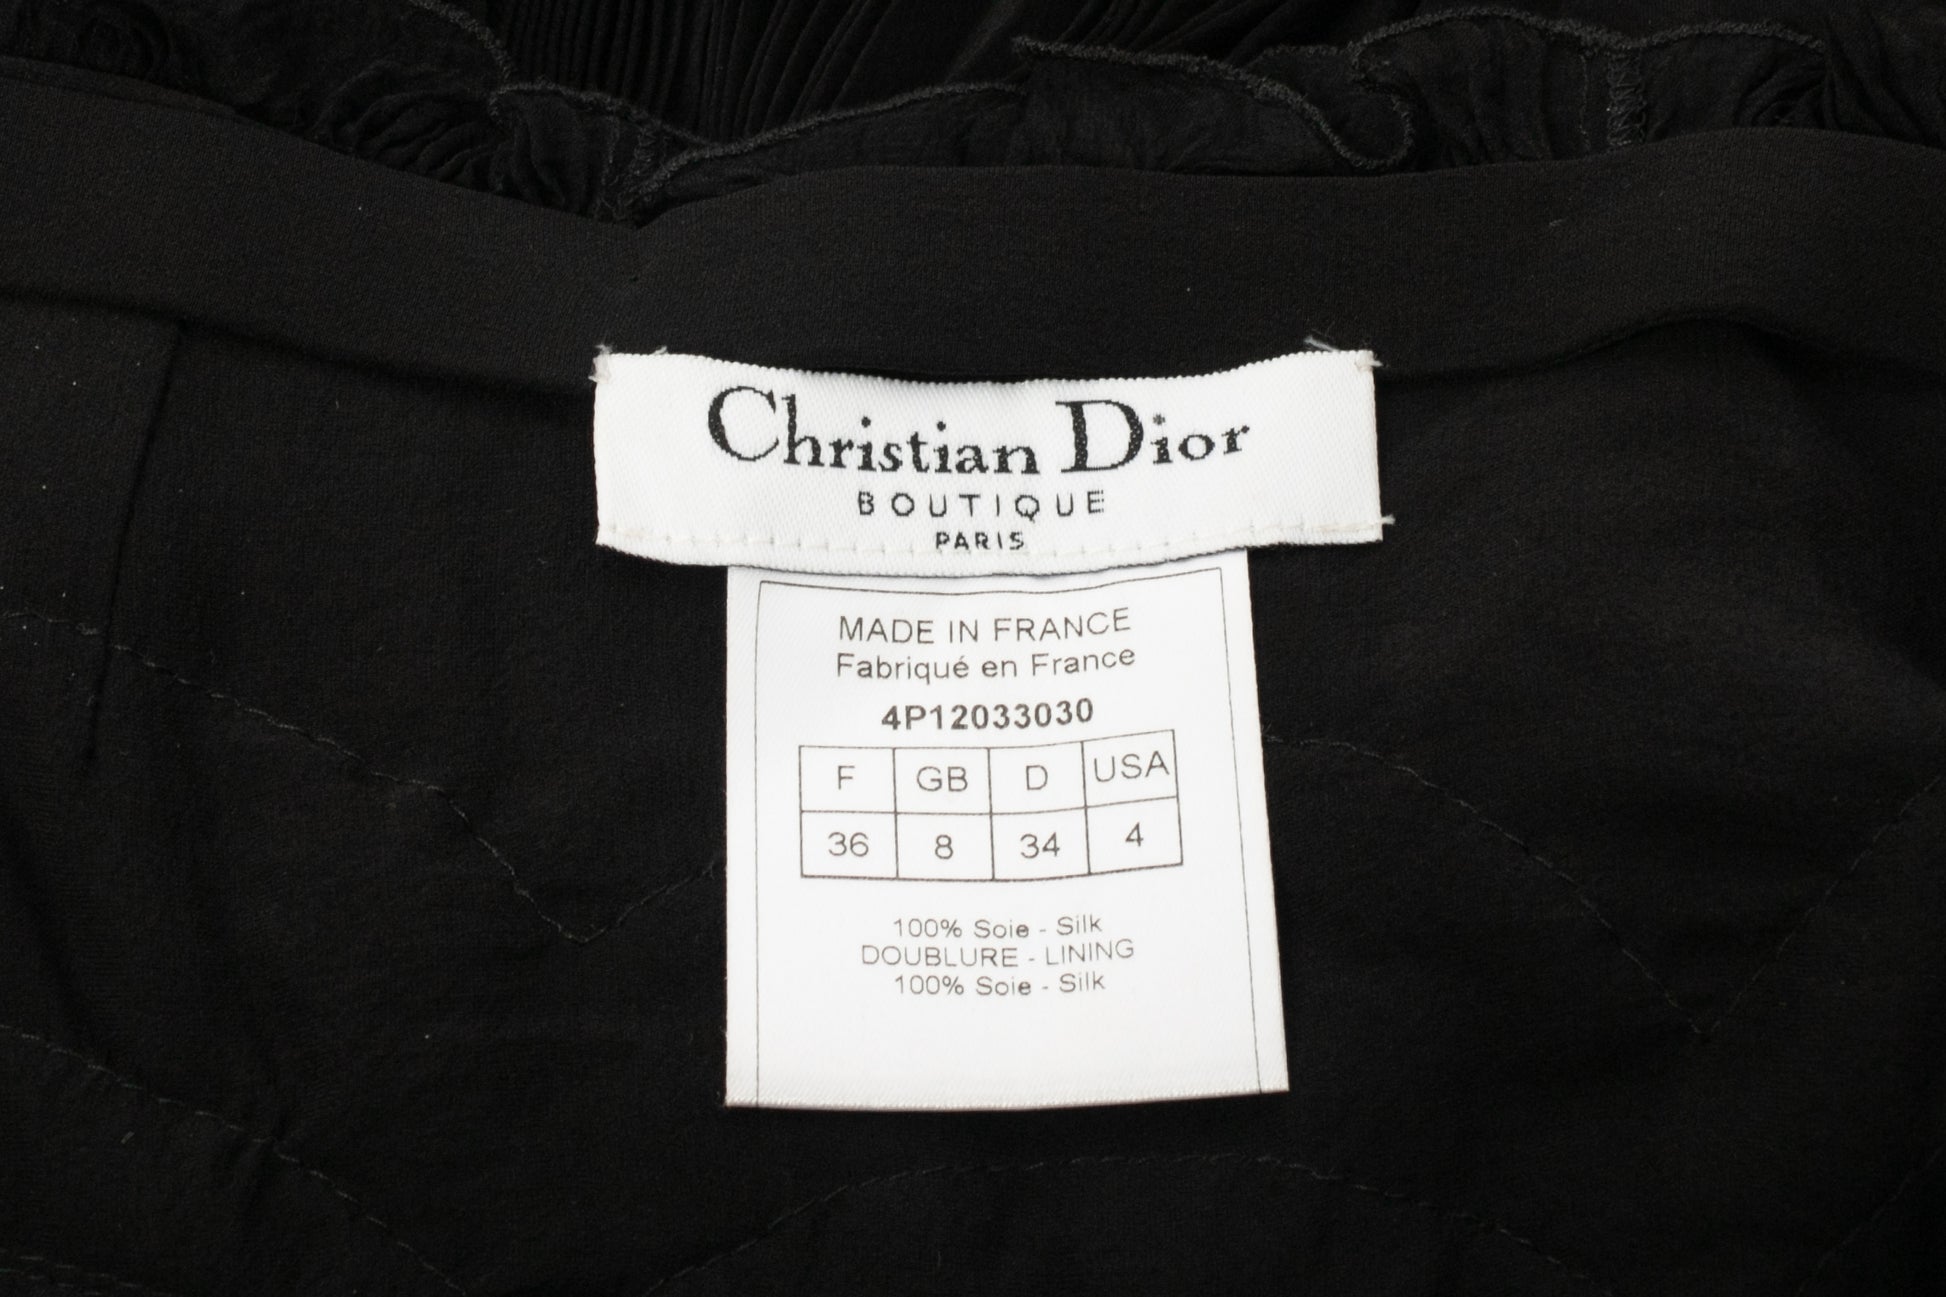 Christian Dior
BOUTIQUE
PARIS
MADE IN FRANCE
Fabriqué en France
4P12033030
F GB D USA
36 8 34 4
100% Soie - Silk
DOUBLURE - LINING
100% Soie - Silk